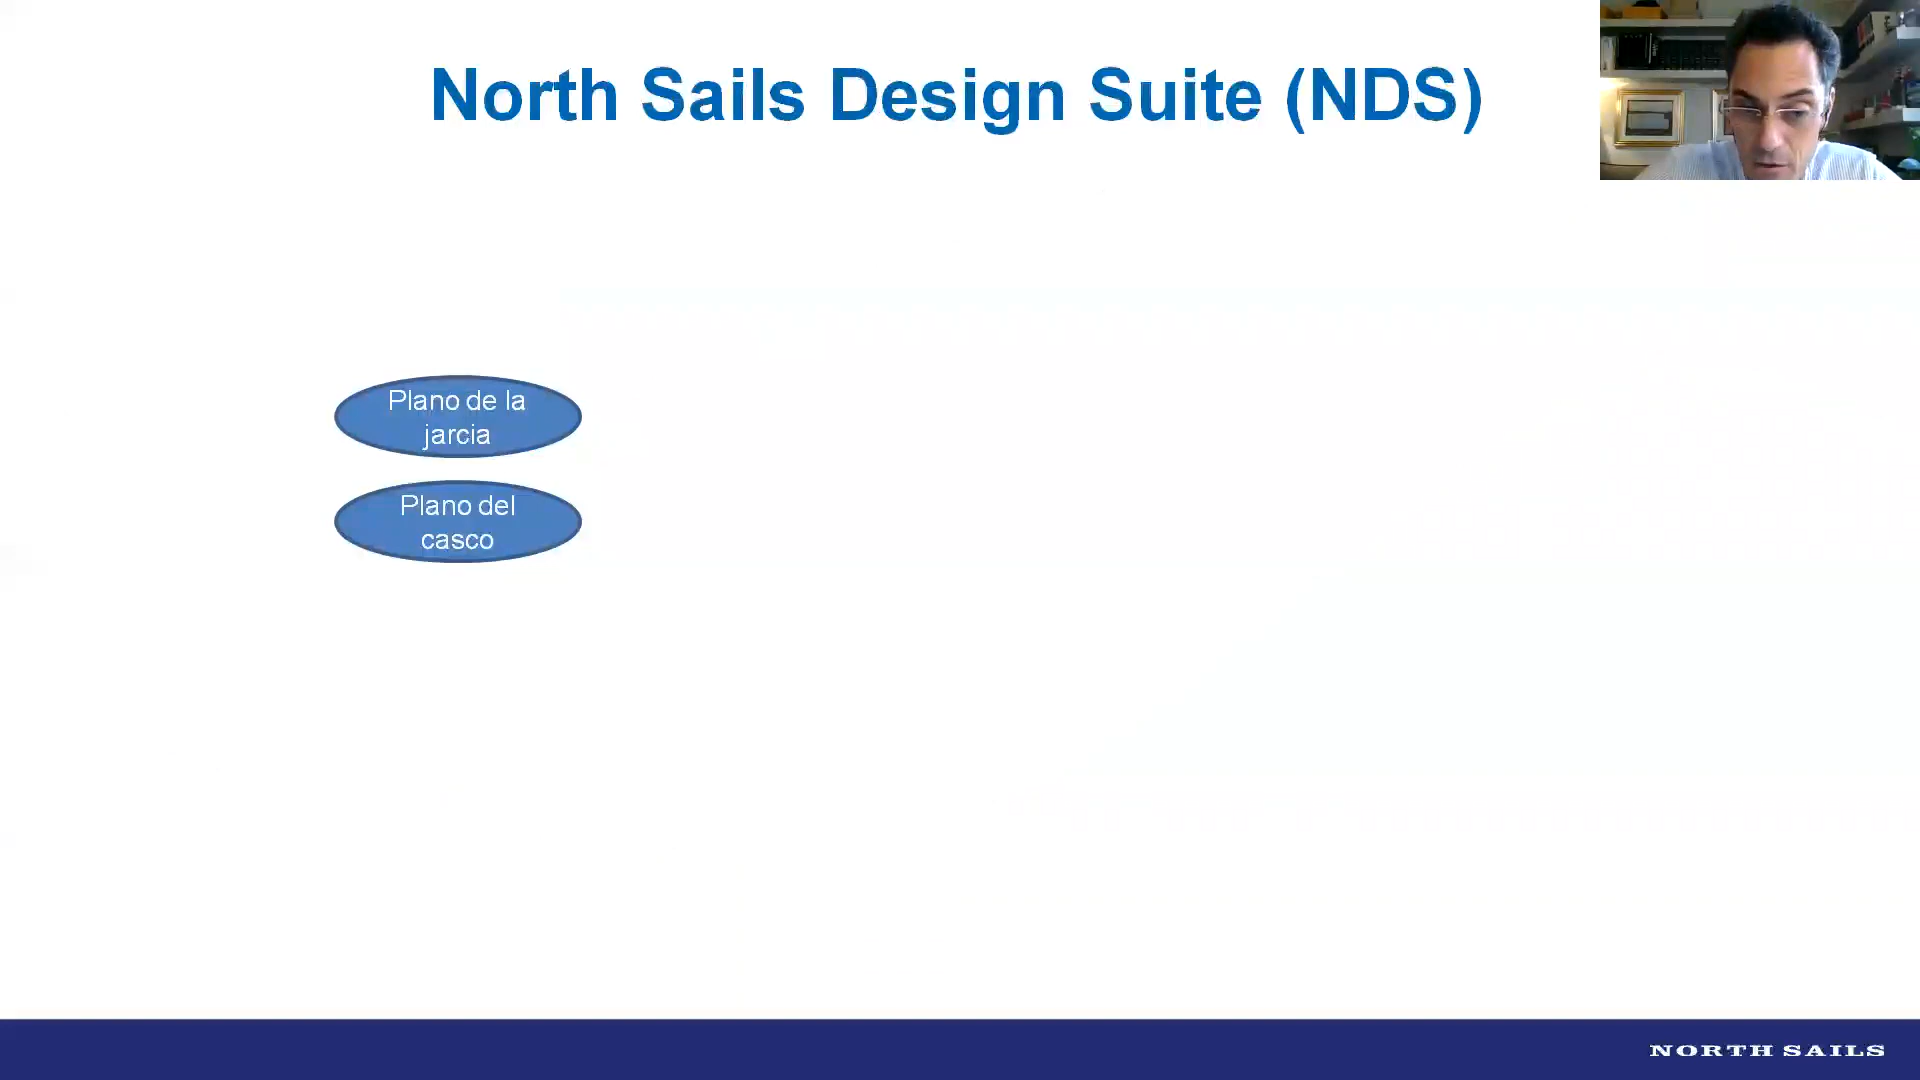 North Sails Design Suite (NDS)
Plano de la
jarcia
Plano del
casco
NORTH SAILS